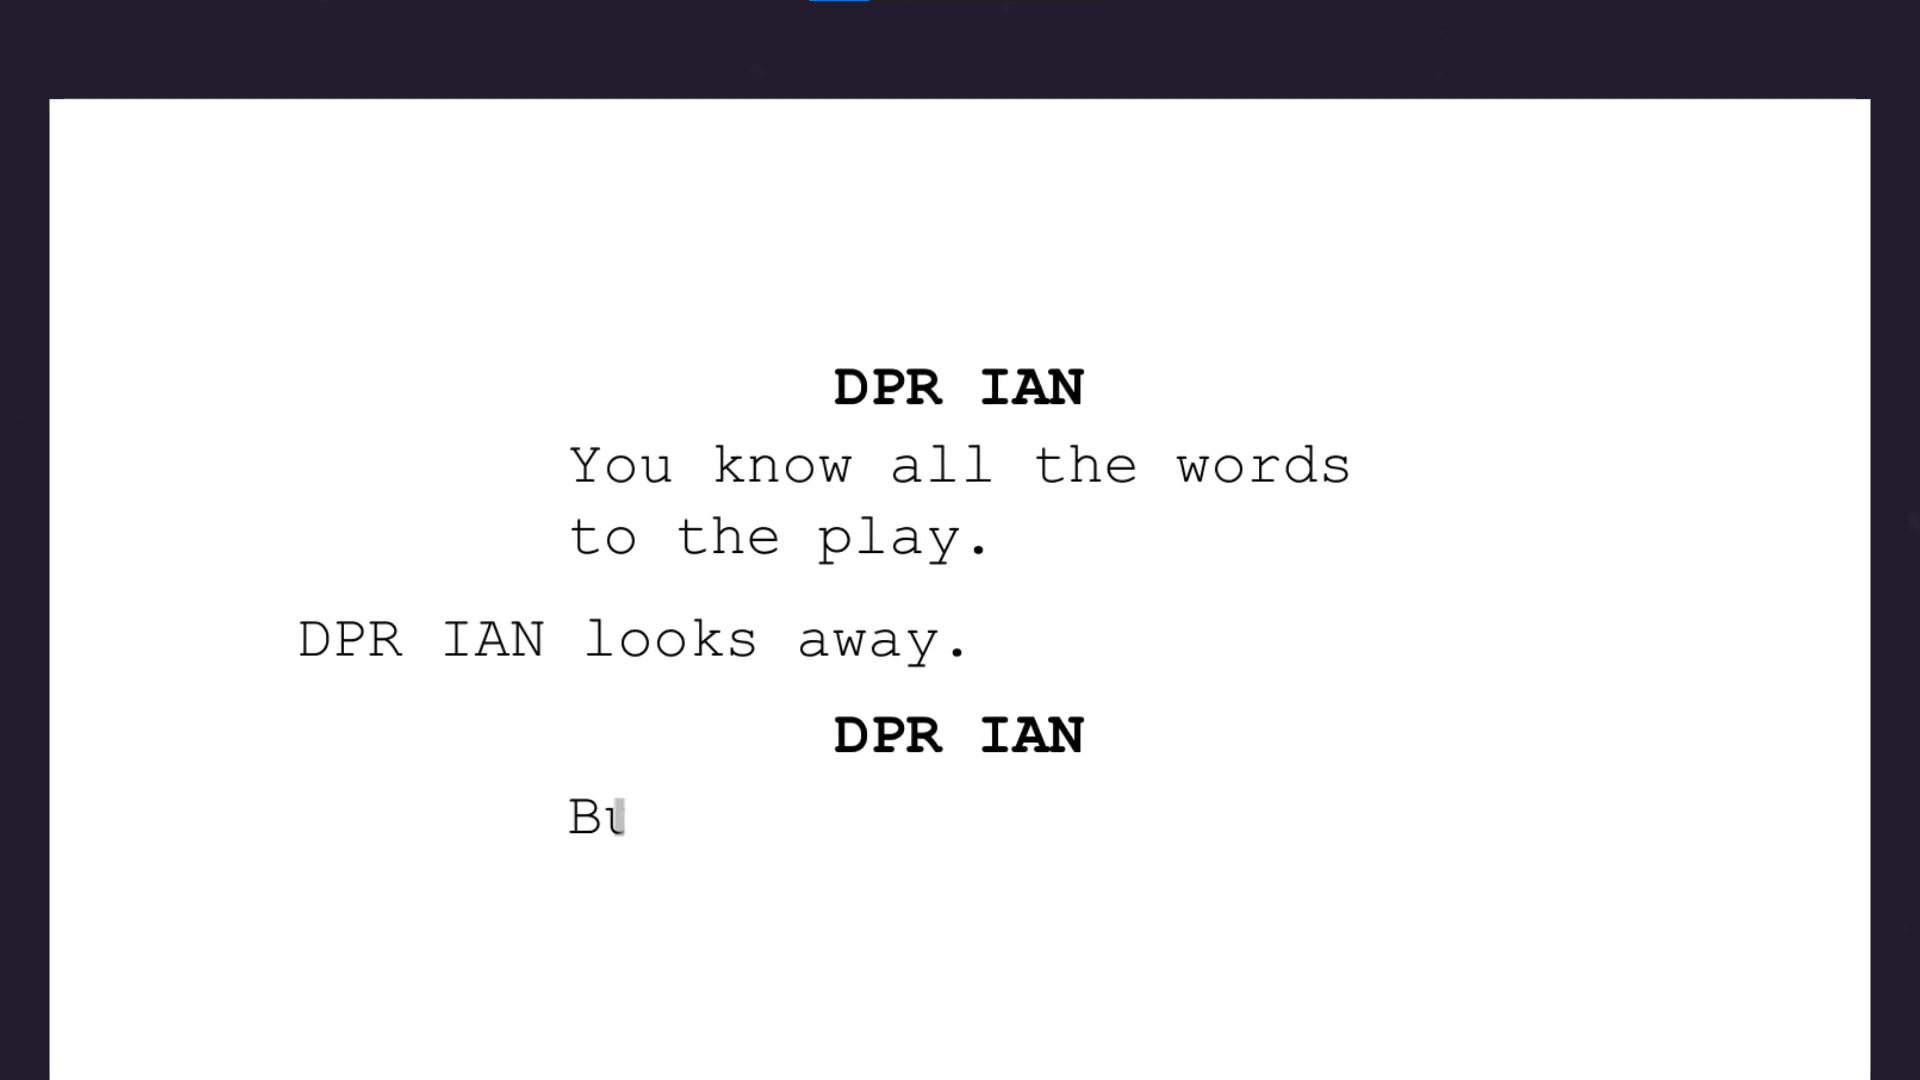 DPR IAN
You know all the words
to the play.
DPR IAN looks away.
DPR IAN
Bu